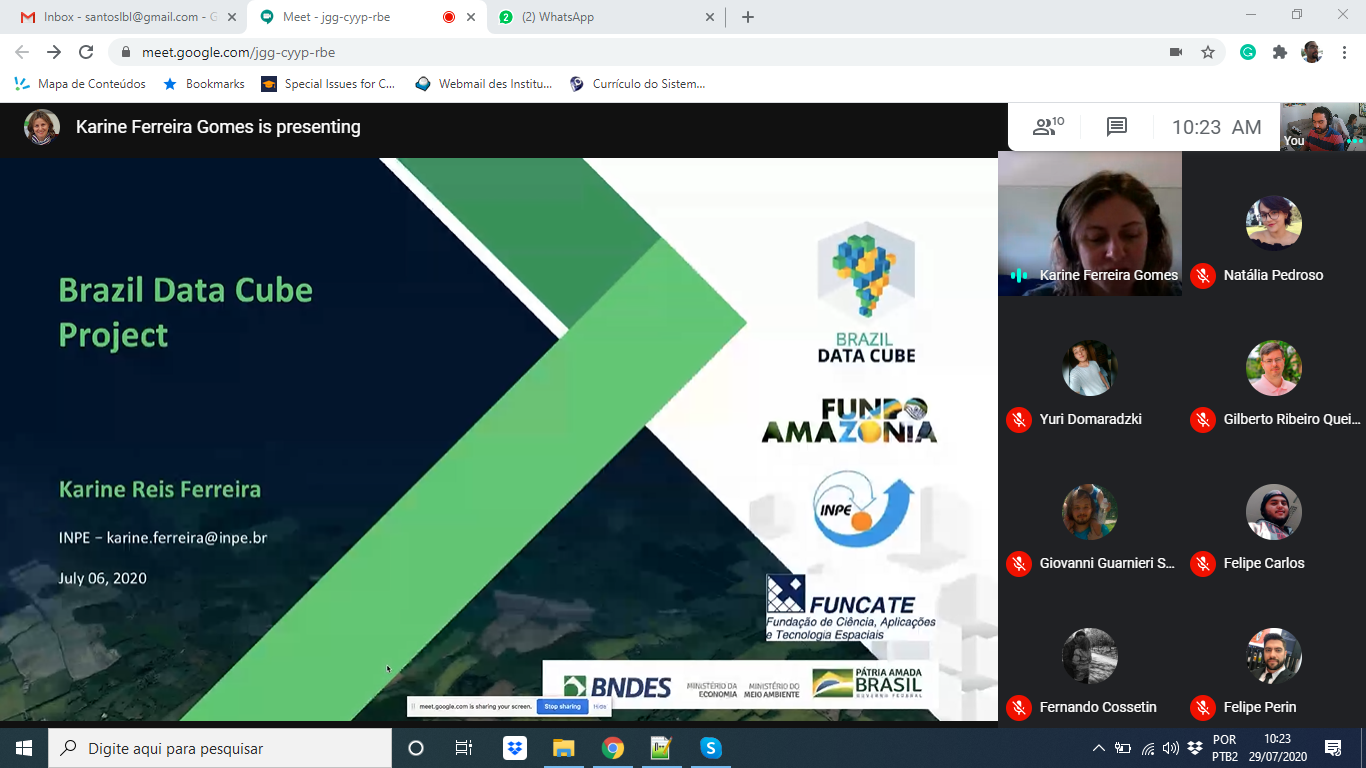 Inbox - santoslbl@gmail.com - G
Meet - jgg-cyyp-rbe
(2) WhatsApp
meet.google.com/jgg-cyyp-rbe
Mapa de Conteúdos
Bookmarks
Special Issues for C...
Webmail des Institu...
Currículo do Sistem...
Karine Ferreira Gomes is presenting
10
10:23 AM
You
Brazil Data Cube
Project
Karine Reis Ferreira
INPE – karine.ferreira@inpe.br
July 06, 2020
BRAZIL
DATA CUBE
FUNDO
AMAZÔNIA
INPE
FUNCATE
Fundação de Ciência, Aplicações
e Tecnologia Espaciais
BNDES
MINISTÉRIO DA
ECONOMIA
MINISTÉRIO DO
MEIO AMBIENTE
PÁTRIA AMADA
BRASIL
GOVERNO FEDERAL
meet.google.com is sharing your screen.
Stop sharing
Hide
Karine Ferreira Gomes
Natália Pedroso
Yuri Domaradzki
Gilberto Ribeiro Quei...
Giovanni Guarnieri S...
Felipe Carlos
Fernando Cossetin
Felipe Perin
Digite aqui para pesquisar
POR
PTB2
10:23
29/07/2020